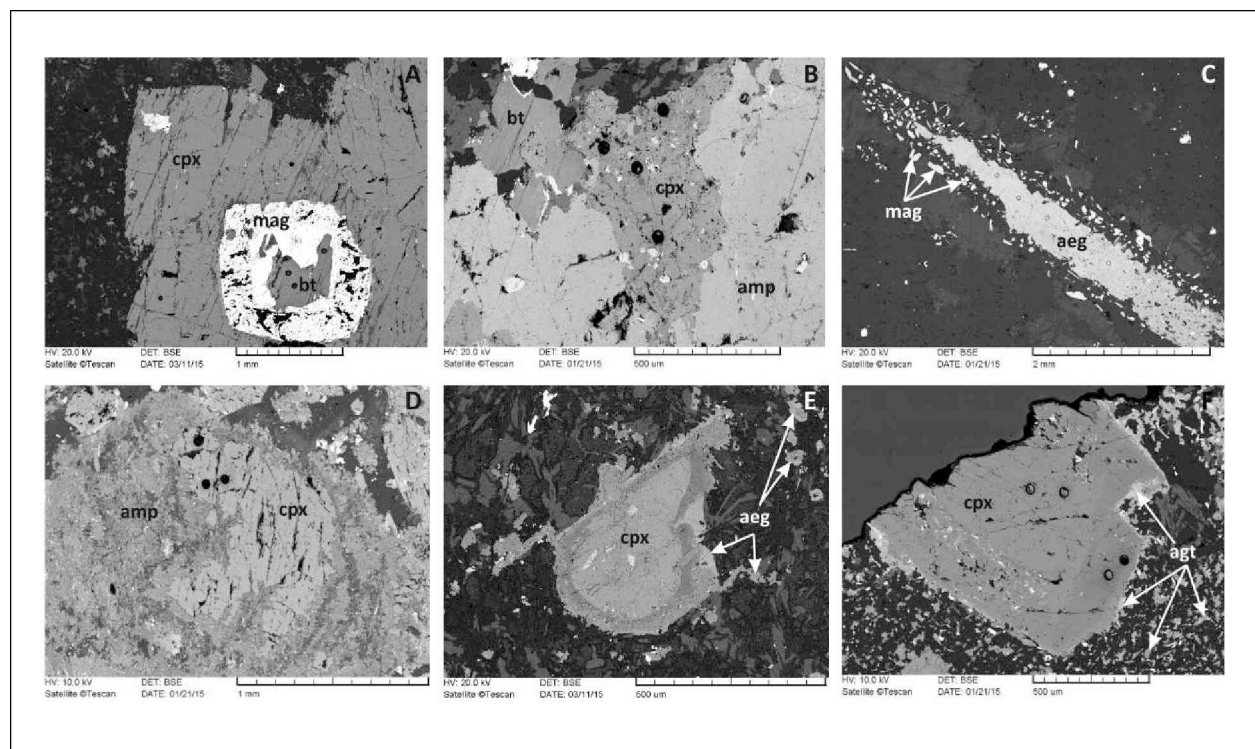 A
cpx
mag
bt
HV: 20.0 kV DET: BSE
Satellite ©Tescan DATE: 03/11/15 1 mm
B
bt
cpx
amp
HV: 20.0 kV DET: BSE
Satellite ©Tescan DATE: 01/21/15 500 um
C
mag
aeg
HV: 20.0 kV DET: BSE
Satellite ©Tescan DATE: 01/21/15 2 mm
D
amp
cpx
HV: 10.0 kV DET: BSE
Satellite ©Tescan DATE: 01/21/15 1 mm
E
aeg
cpx
HV: 20.0 kV DET: BSE
Satellite ©Tescan DATE: 03/11/15 500 um
F
cpx
agt
HV: 10.0 kV DET: BSE
Satellite ©Tescan DATE: 01/21/15 500 um